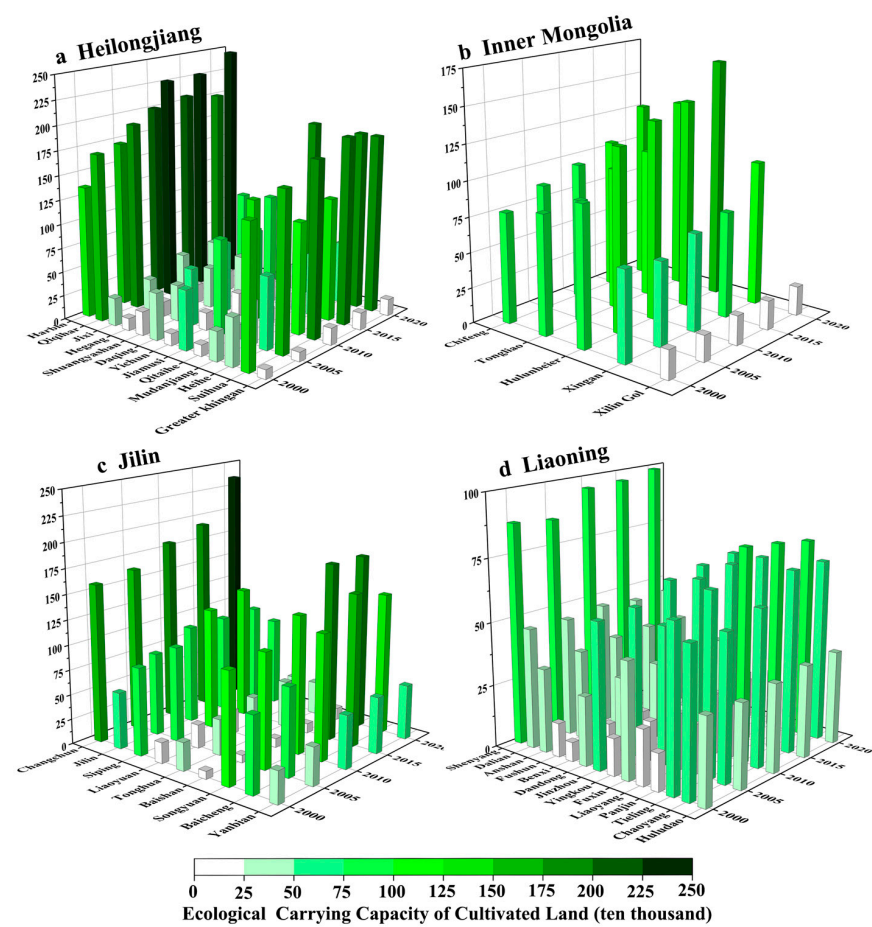 a Heilongjiang
250
225
200
175
150
125
100
75
50
25
0
Harbin
Qiqihar
Jixi
Hegang
Shuangyashan
Daqing
Yichun
Jiamusi
Qitaihe
Mudanjiang
Heihe
Suihua
Greater khingan
2000
2005
2010
2015
2020
b Inner Mongolia
175
150
125
100
75
50
25
0
Chifeng
Tongliao
Hulunbeier
Xingan
Xilin Gol
2000
2005
2010
2015
2020
c Jilin
250
225
200
175
150
125
100
75
50
25
0
Changchun
Jilin
Siping
Liaoyuan
Tonghua
Baishan
Songyuan
Baicheng
Yanbian
2000
2005
2010
2015
2020
d Liaoning
100
75
50
25
0
Shenyang
Dalian
Anshan
Fushun
Benxi
Dandong
Jinzhou
Yingkou
Fuxin
Liaoyang
Panjin
Tieling
Chaoyang
Huludao
2000
2005
2010
2015
2020
0 25 50 75 100 125 150 175 200 225 250
Ecological Carrying Capacity of Cultivated Land (ten thousand)